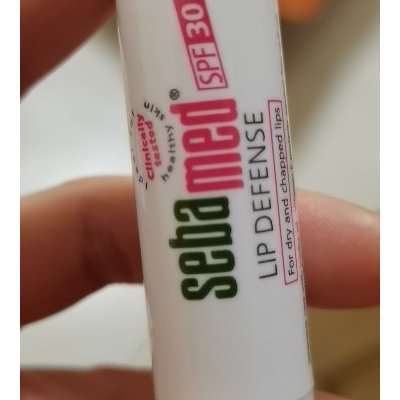 sebamed®
SPF 30
LIP DEFENSE
For dry and chapped lips
Clinically
tested
healthy skin